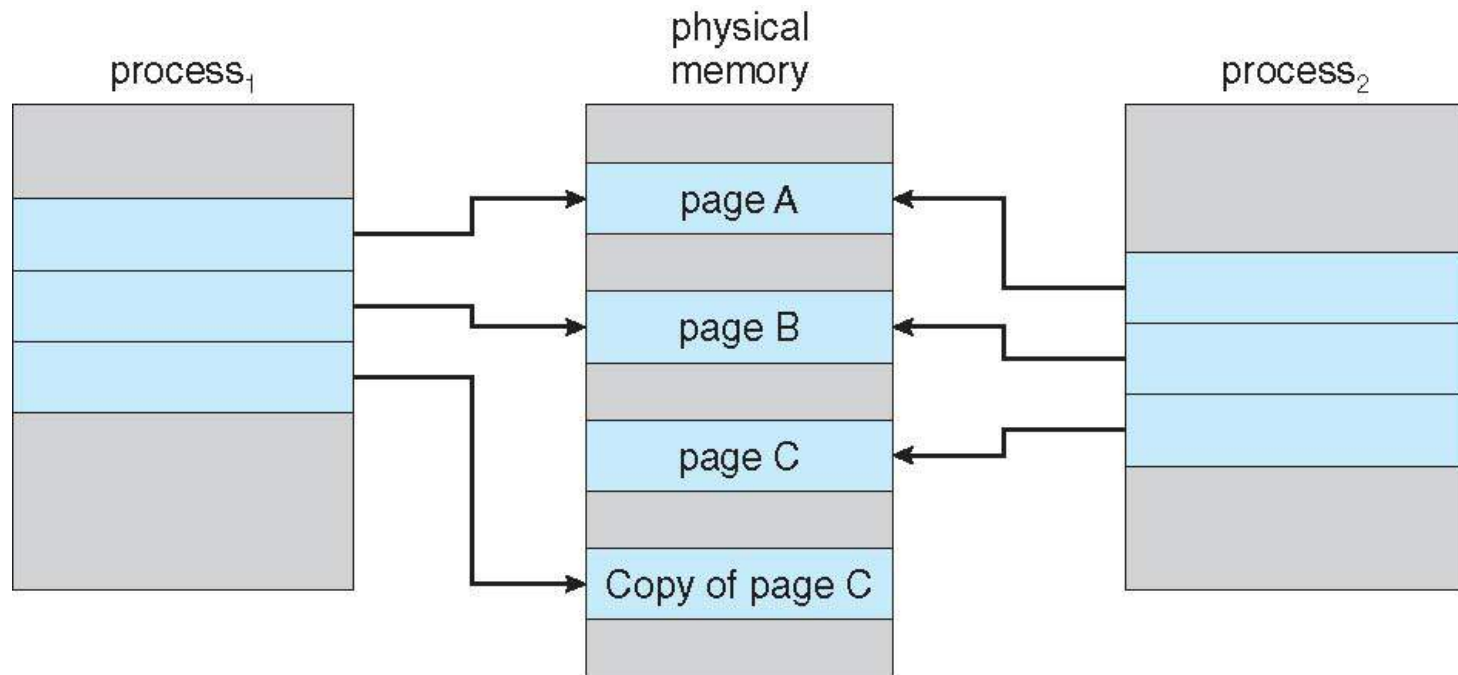 process₁
physical
memory
process₂
page A
page B
page C
Copy of page C